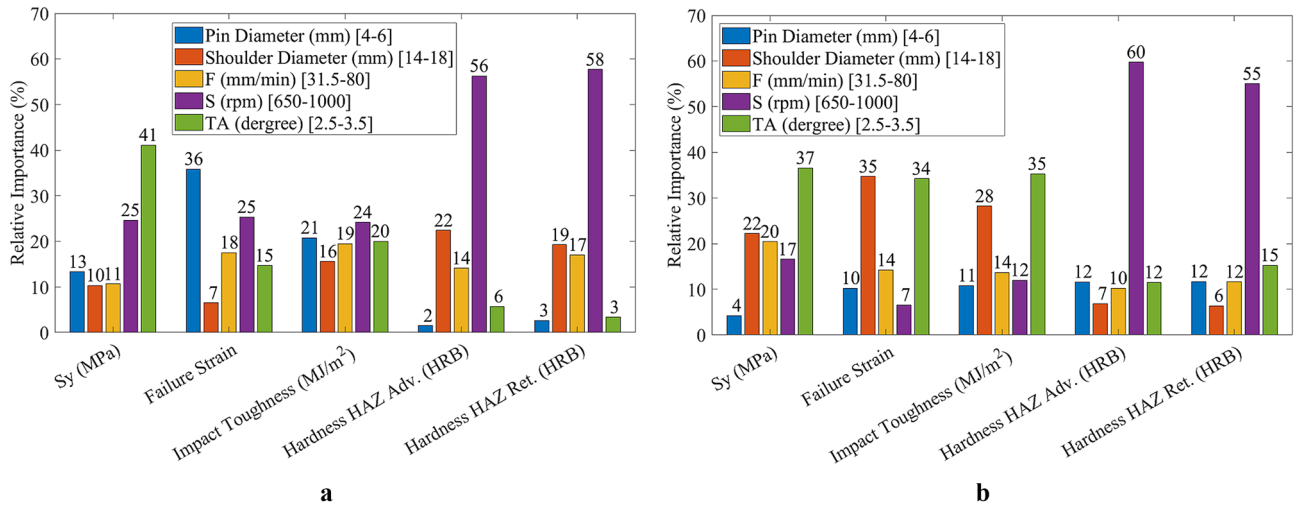 70
60
50
40
30
20
10
0
Relative Importance (%)
Pin Diameter (mm) [4-6]
Shoulder Diameter (mm) [14-18]
F (mm/min) [31.5-80]
S (rpm) [650-1000]
TA (dergree) [2.5-3.5]
13
10
11
25
41
36
7
18
25
15
21
16
19
24
20
2
22
14
56
6
3
19
17
58
3
Sy (MPa)
Failure Strain
Impact Toughness (MJ/m²)
Hardness HAZ Adv. (HRB)
Hardness HAZ Ret. (HRB)
a
70
60
50
40
30
20
10
0
Relative Importance (%)
Pin Diameter (mm) [4-6]
Shoulder Diameter (mm) [14-18]
F (mm/min) [31.5-80]
S (rpm) [650-1000]
TA (dergree) [2.5-3.5]
4
22
20
17
37
10
35
14
7
34
11
28
14
12
35
12
7
10
60
12
12
6
12
55
15
Sy (MPa)
Failure Strain
Impact Toughness (MJ/m²)
Hardness HAZ Adv. (HRB)
Hardness HAZ Ret. (HRB)
b